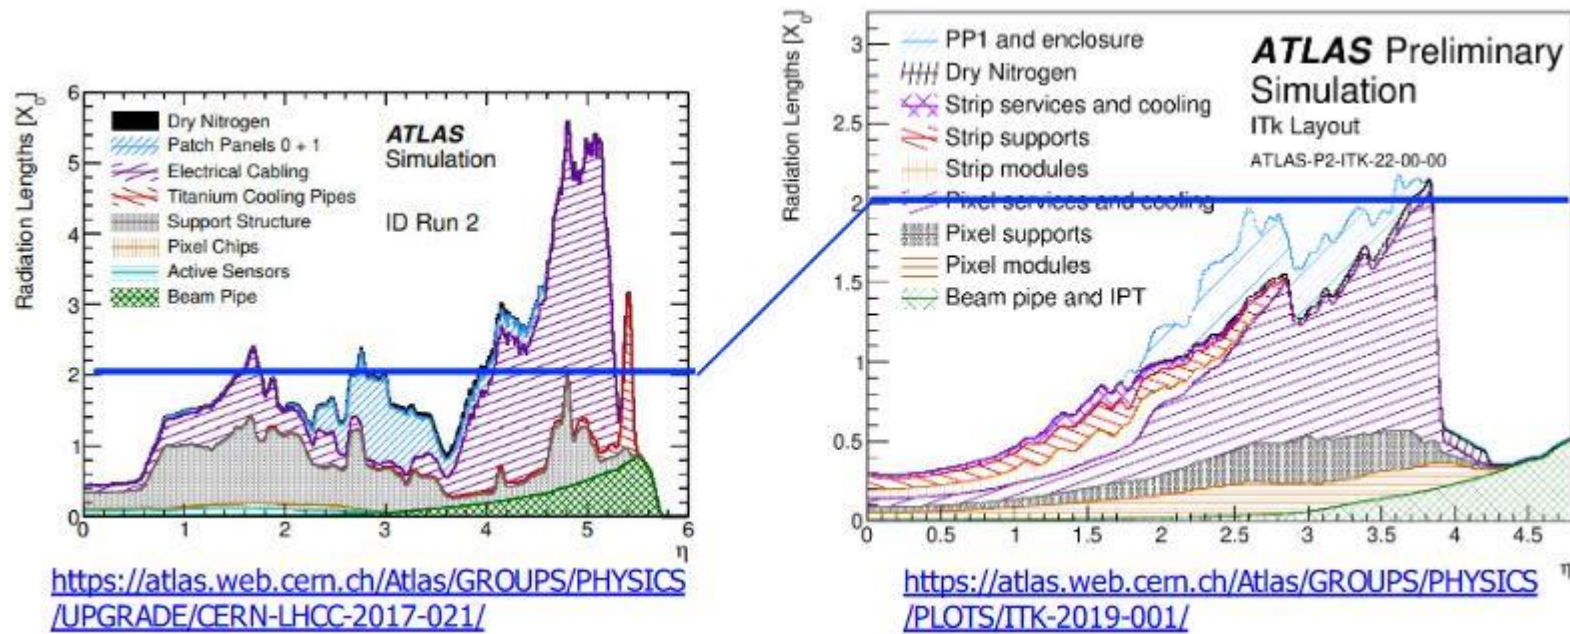 Radiation Lengths [X₀]
6
5
4
3
2
1
0
Dry Nitrogen
Patch Panels 0 + 1
Electrical Cabling
Titanium Cooling Pipes
Support Structure
Pixel Chips
Active Sensors
Beam Pipe
ATLAS
Simulation
ID Run 2
0 1 2 3 4 5 6
η
https://atlas.web.cern.ch/Atlas/GROUPS/PHYSICS
/UPGRADE/CERN-LHCC-2017-021/
Radiation Lengths [X₀]
3
2.5
2
1.5
1
0.5
0
PP1 and enclosure
Dry Nitrogen
Strip services and cooling
Strip supports
Strip modules
Pixel services and cooling
Pixel supports
Pixel modules
Beam pipe and IPT
ATLAS Preliminary
Simulation
ITk Layout
ATLAS-P2-ITK-22-00-00
0 0.5 1 1.5 2 2.5 3 3.5 4 4.5
η
https://atlas.web.cern.ch/Atlas/GROUPS/PHYSICS
/PLOTS/ITK-2019-001/